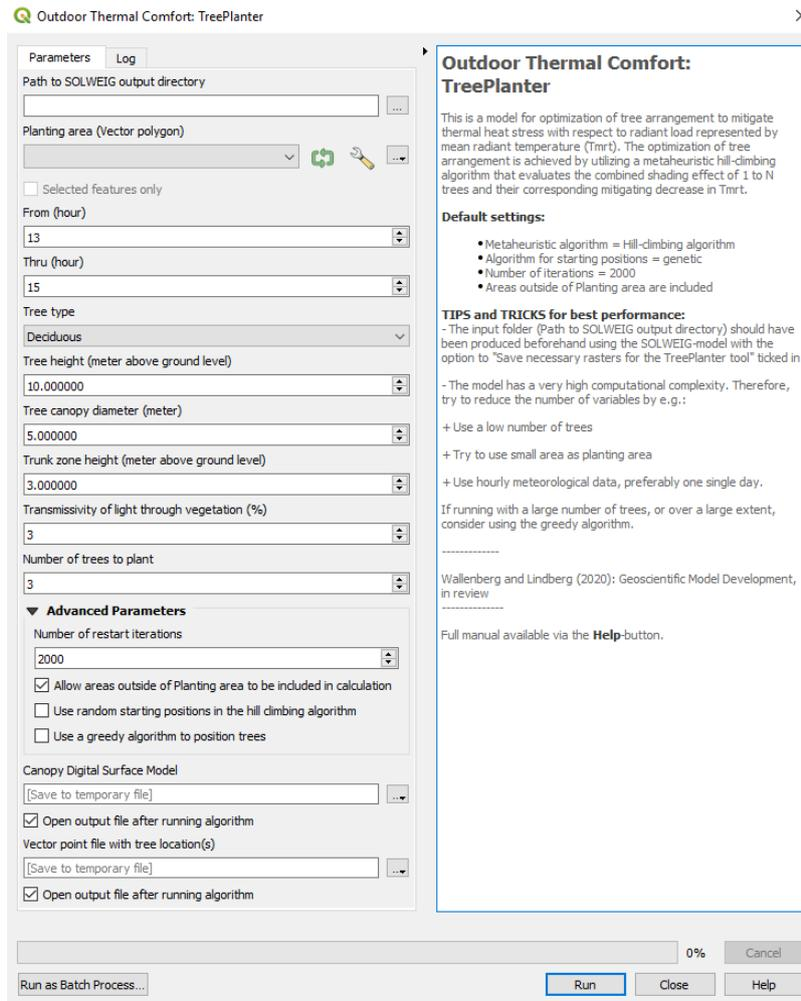 Outdoor Thermal Comfort: TreePlanter
Parameters
Log
Path to SOLWEIG output directory
...
Planting area (Vector polygon)
...
Selected features only
From (hour)
13
Thru (hour)
15
Tree type
Deciduous
Tree height (meter above ground level)
10.000000
Tree canopy diameter (meter)
5.000000
Trunk zone height (meter above ground level)
3.000000
Transmissivity of light through vegetation (%)
3
Number of trees to plant
3
Advanced Parameters
Number of restart iterations
2000
Allow areas outside of Planting area to be included in calculation
Use random starting positions in the hill climbing algorithm
Use a greedy algorithm to position trees
Canopy Digital Surface Model
[Save to temporary file]
...
Open output file after running algorithm
Vector point file with tree location(s)
[Save to temporary file]
...
Open output file after running algorithm
Outdoor Thermal Comfort:
TreePlanter
This is a model for optimization of tree arrangement to mitigate
thermal heat stress with respect to radiant load represented by
mean radiant temperature (Tmrt). The optimization of tree
arrangement is achieved by utilizing a metaheuristic hill-climbing
algorithm that evaluates the combined shading effect of 1 to N
trees and their corresponding mitigating decrease in Tmrt.
Default settings:
• Metaheuristic algorithm = Hill-climbing algorithm
• Algorithm for starting positions = genetic
• Number of iterations = 2000
• Areas outside of Planting area are included
TIPS and TRICKS for best performance:
- The input folder (Path to SOLWEIG output directory) should have
been produced beforehand using the SOLWEIG-model with the
option to "Save necessary rasters for the TreePlanter tool" ticked in
- The model has a very high computational complexity. Therefore,
try to reduce the number of variables by e.g.:
+ Use a low number of trees
+ Try to use small area as planting area
+ Use hourly meteorological data, preferably one single day.
If running with a large number of trees, or over a large extent,
consider using the greedy algorithm.
-------------
Wallenberg and Lindberg (2020): Geoscientific Model Development,
in review
--------------
Full manual available via the Help-button.
0%
Cancel
Run as Batch Process...
Run
Close
Help